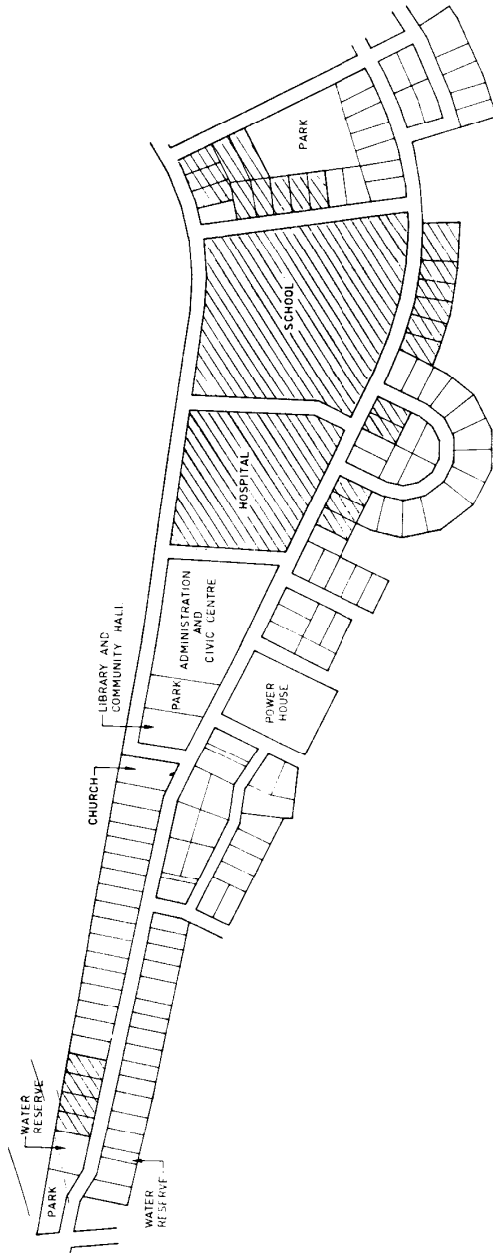 WATER
RESERVE
PARK
WATER
RESERVE
CHURCH
LIBRARY AND
COMMUNITY HALL
PARK
ADMINISTRATION
AND
CIVIC CENTRE
POWER
HOUSE
HOSPITAL
SCHOOL
PARK